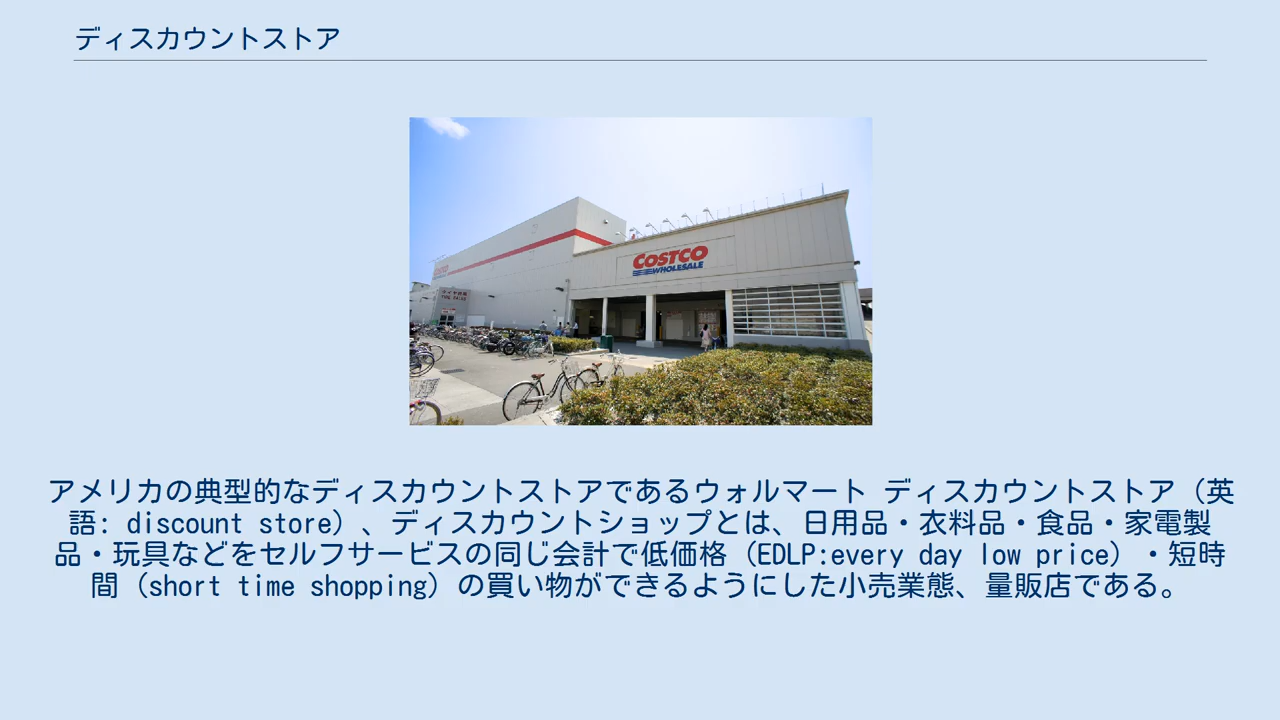 ディスカウントストア
COSTCO
WHOLESALE
アメリカの典型的なディスカウントストアであるウォルマート ディスカウントストア（英
語: discount store）、ディスカウントショップとは、日用品・衣料品・食品・家電製
品・玩具などをセルフサービスの同じ会計で低価格（EDLP:every day low price）・短時
間（short time shopping）の買い物ができるようにした小売業態、量販店である。